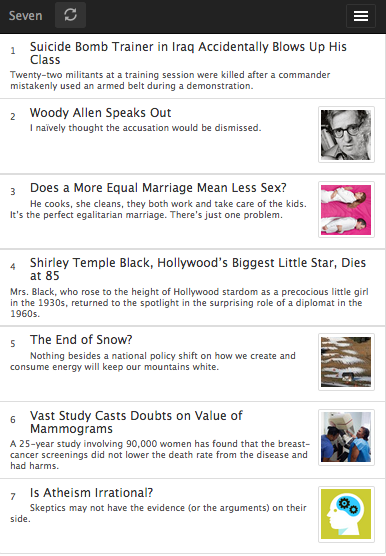 Seven
1 Suicide Bomb Trainer in Iraq Accidentally Blows Up His
Class
Twenty-two militants at a training session were killed after a commander
mistakenly used an armed belt during a demonstration.
2 Woody Allen Speaks Out
I naïvely thought the accusation would be dismissed.
3 Does a More Equal Marriage Mean Less Sex?
He cooks, she cleans, they both work and take care of the kids.
It's the perfect egalitarian marriage. There's just one problem.
4 Shirley Temple Black, Hollywood's Biggest Little Star, Dies
at 85
Mrs. Black, who rose to the height of Hollywood stardom as a precocious little girl
in the 1930s, returned to the spotlight in the surprising role of a diplomat in the
1960s.
5 The End of Snow?
Nothing besides a national policy shift on how we create and
consume energy will keep our mountains white.
6 Vast Study Casts Doubts on Value of
Mammograms
A 25-year study involving 90,000 women has found that the breast-
cancer screenings did not lower the death rate from the disease and
had harms.
7 Is Atheism Irrational?
Skeptics may not have the evidence (or the arguments) on their
side.